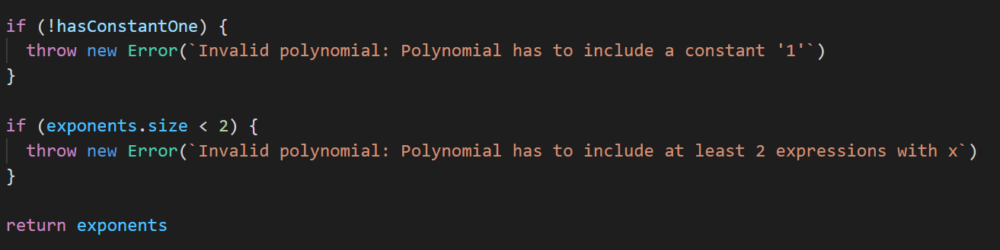 if (!hasConstantOne) {
  throw new Error(`Invalid polynomial: Polynomial has to include a constant '1'`)
}

if (exponents.size < 2) {
  throw new Error(`Invalid polynomial: Polynomial has to include at least 2 expressions with x`)
}

return exponents